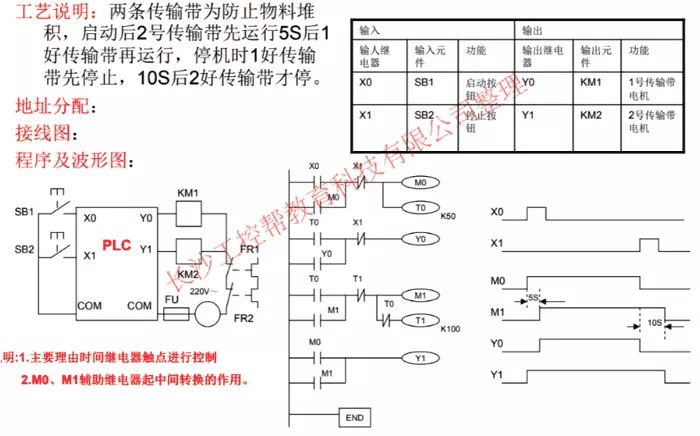 工艺说明：两条传输带为防止物料堆
积，启动后2号传输带先运行5S后1
好传输带再运行，停机时1好传输
带先停止，10S后2好传输带才停。
地址分配：
接线图：
程序及波形图：
输入 输出
输人继电器 输入元件 功能 输出继电器 输出元件 功能
X0 SB1 启动按钮 Y0 KM1 1号传输带电机
X1 SB2 停止按钮 Y1 KM2 2号传输带电机
长沙工控帮教育科技有限公司整理
SB1 X0 Y0 KM1
SB2 X1 PLC Y1 KM2 FR1
220V~
COM COM FU FR2
X0 X1 M0
M0 T0 K50
T0 X1 Y0
Y0
T0 T1 M1
M1 T0 T1 K100
M0 Y1
M1
END
X0
X1
M0
5S
M1
10S
Y0
Y1
明:1.主要理由时间继电器触点进行控制
2.M0、M1辅助继电器起中间转换的作用。